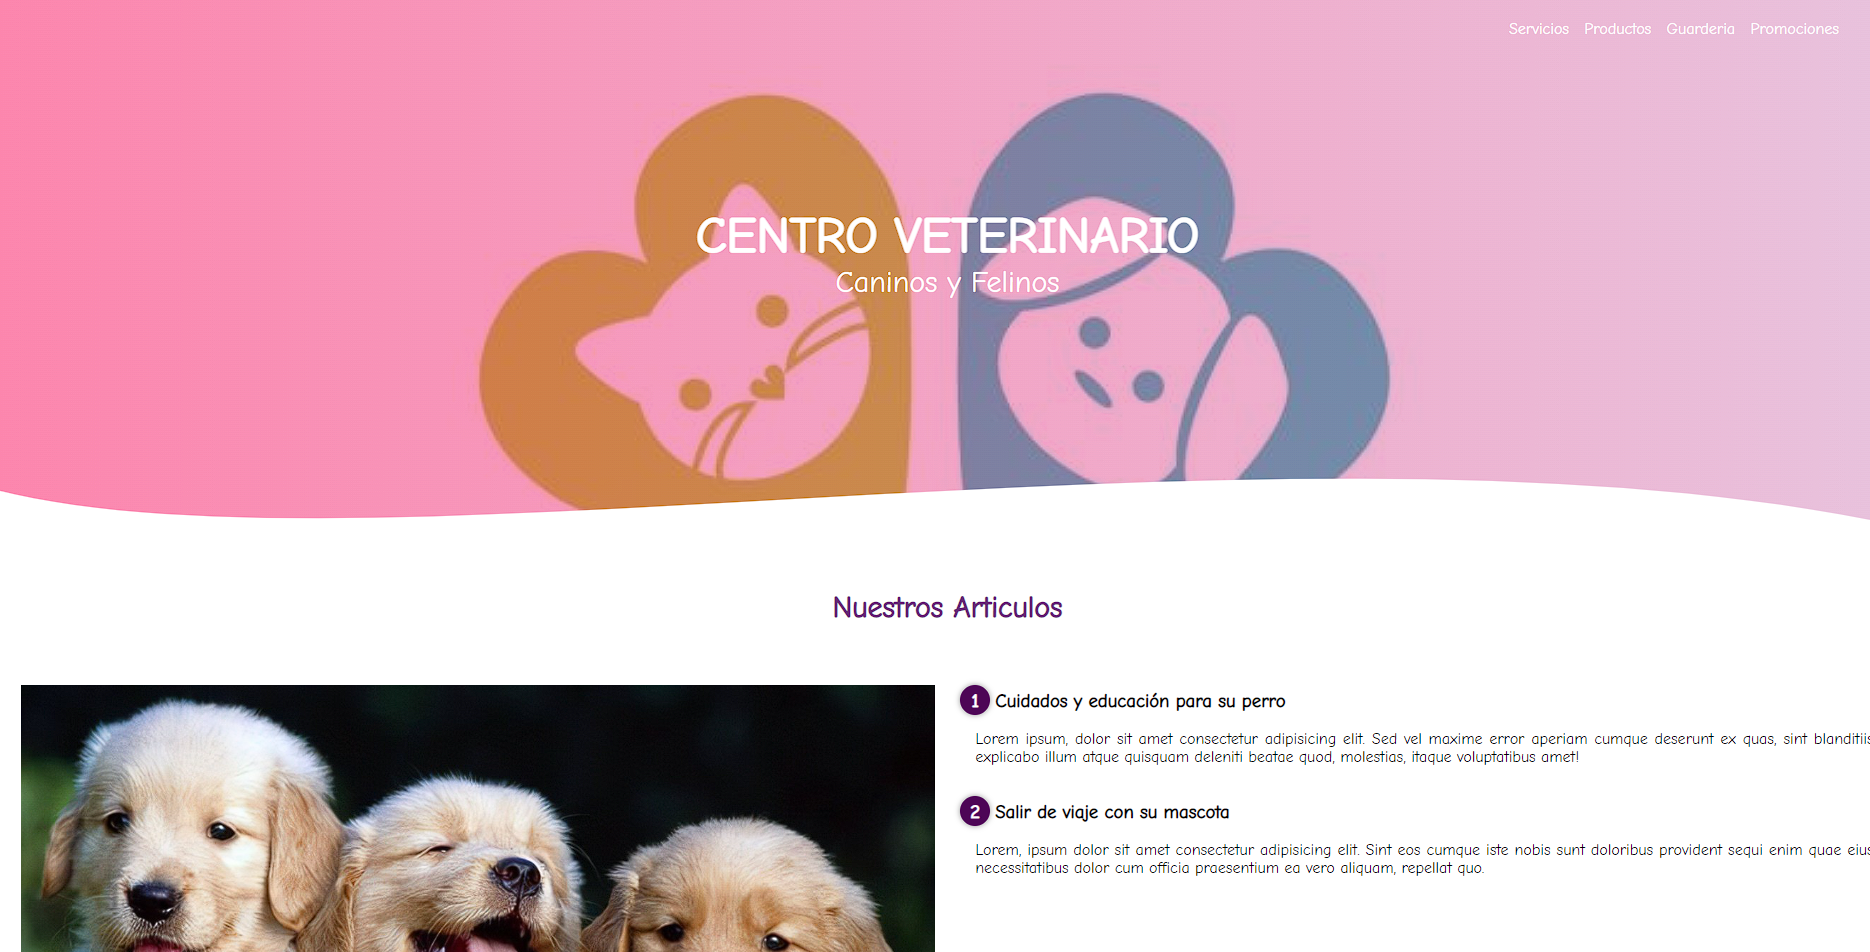 Servicios Productos Guarderia Promociones
CENTRO VETERINARIO
Caninos y Felinos
Nuestros Articulos
1 Cuidados y educación para su perro
Lorem ipsum, dolor sit amet consectetur adipisicing elit. Sed vel maxime error aperiam cumque deserunt ex quas, sint blanditiis
explicabo illum atque quisquam deleniti beatae quod, molestias, itaque voluptatibus amet!
2 Salir de viaje con su mascota
Lorem, ipsum dolor sit amet consectetur adipisicing elit. Sint eos cumque iste nobis sunt doloribus provident sequi enim quae eius
necessitatibus dolor cum officia praesentium ea vero aliquam, repellat quo.